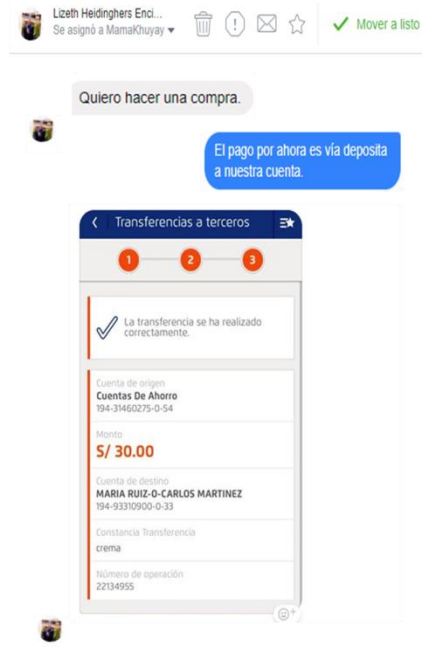 Lizeth Heidinghers Enci...
Se asignó a MamaKhuyay
Mover a listo
Quiero hacer una compra.
El pago por ahora es vía deposita
a nuestra cuenta.
Transferencias a terceros
1 2 3
La transferencia se ha realizado
correctamente.
Cuenta de origen
Cuentas De Ahorro
194-31460275-0-54
Monto
S/ 30.00
Cuenta de destino
MARIA RUIZ-O-CARLOS MARTINEZ
194-93310900-0-33
Constancia Transferencia
crema
Número de operación
22134955